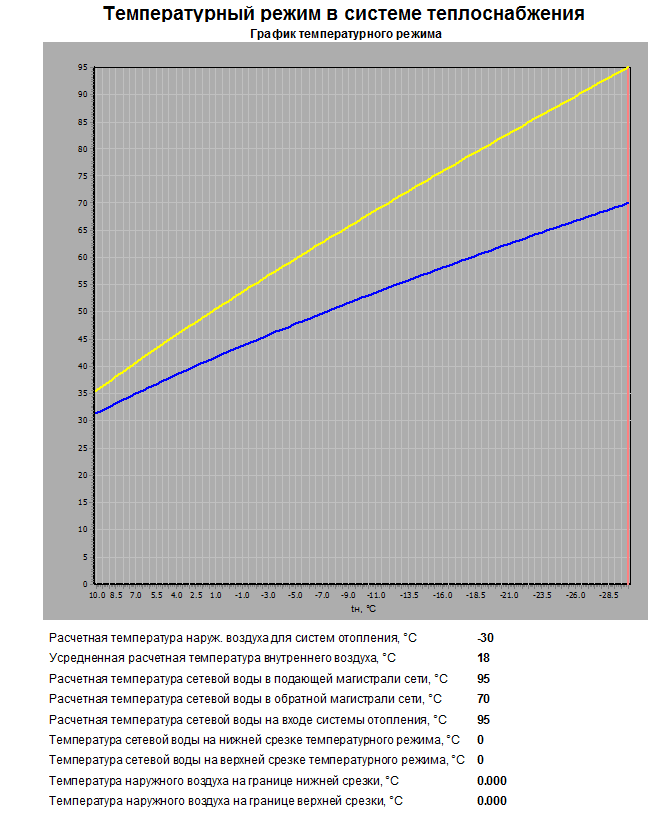 Температурный режим в системе теплоснабжения
График температурного режима
95
90
85
80
75
70
65
60
55
50
45
40
35
30
25
20
15
10
5
0
10.0 8.5 7.0 5.5 4.0 2.5 1.0 -1.0 -3.0 -5.0 -7.0 -9.0 -11.0 -13.5 -16.0 -18.5 -21.0 -23.5 -26.0 -28.5
tн, °C
Расчетная температура наруж. воздуха для систем отопления, °C -30
Усредненная расчетная температура внутреннего воздуха, °C 18
Расчетная температура сетевой воды в подающей магистрали сети, °C 95
Расчетная температура сетевой воды в обратной магистрали сети, °C 70
Расчетная температура сетевой воды на входе системы отопления, °C 95
Температура сетевой воды на нижней срезке температурного режима, °C 0
Температура сетевой воды на верхней срезке температурного режима, °C 0
Температура наружного воздуха на границе нижней срезки, °C 0.000
Температура наружного воздуха на границе верхней срезки, °C 0.000